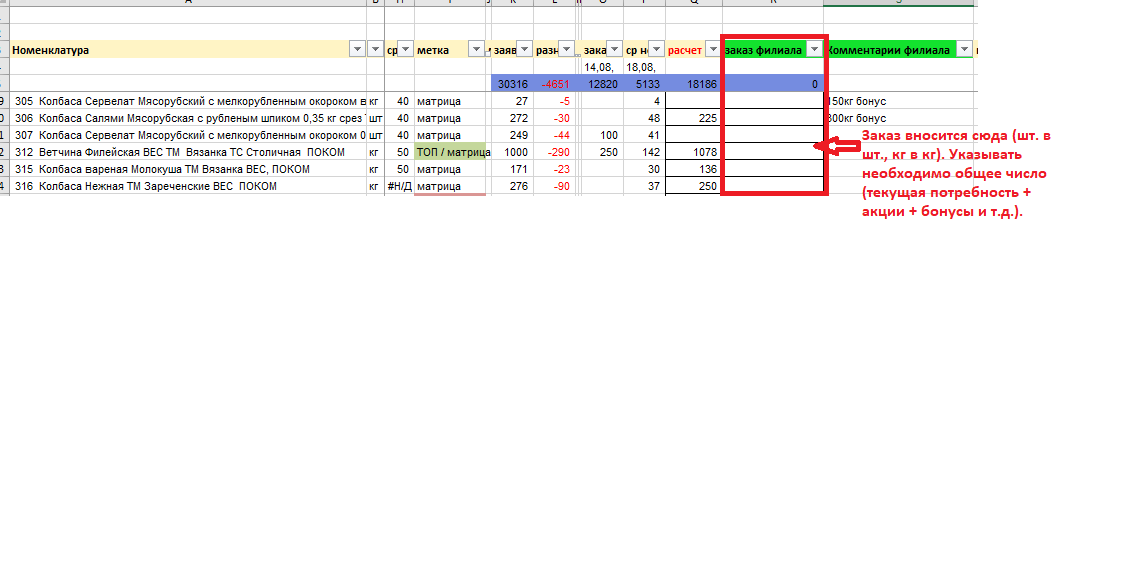 Номенклатура ср метка заяв разн зака ср но расчет заказ филиала Комментарии филиала
14,08, 18,08,
30316 -4651 12820 5133 18186 0
305 Колбаса Сервелат Мясорубский с мелкорубленным окороком в кг 40 матрица 27 -5 4 150кг бонус
306 Колбаса Салями Мясорубская с рубленым шпиком 0,35 кг срез шт 40 матрица 272 -30 48 225 300кг бонус
307 Колбаса Сервелат Мясорубский с мелкорубленным окороком 0 шт 40 матрица 249 -44 100 41
312 Ветчина Филейская ВЕС ТМ Вязанка ТС Столичная ПОКОМ кг 50 ТОП / матрица 1000 -290 250 142 1078
315 Колбаса вареная Молокуша ТМ Вязанка ВЕС, ПОКОМ кг 50 матрица 171 -23 30 136
316 Колбаса Нежная ТМ Зареченские ВЕС ПОКОМ кг #Н/Д матрица 276 -90 37 250
Заказ вносится сюда (шт. в
шт., кг в кг). Указывать
необходимо общее число
(текущая потребность +
акции + бонусы и т.д.).